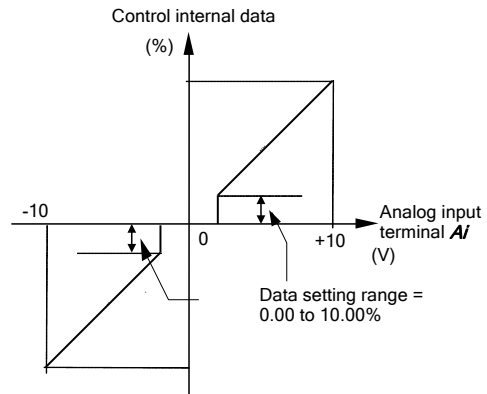 Control internal data
(%)
-10
0
+10
Analog input
terminal Ai
(V)
Data setting range =
0.00 to 10.00%